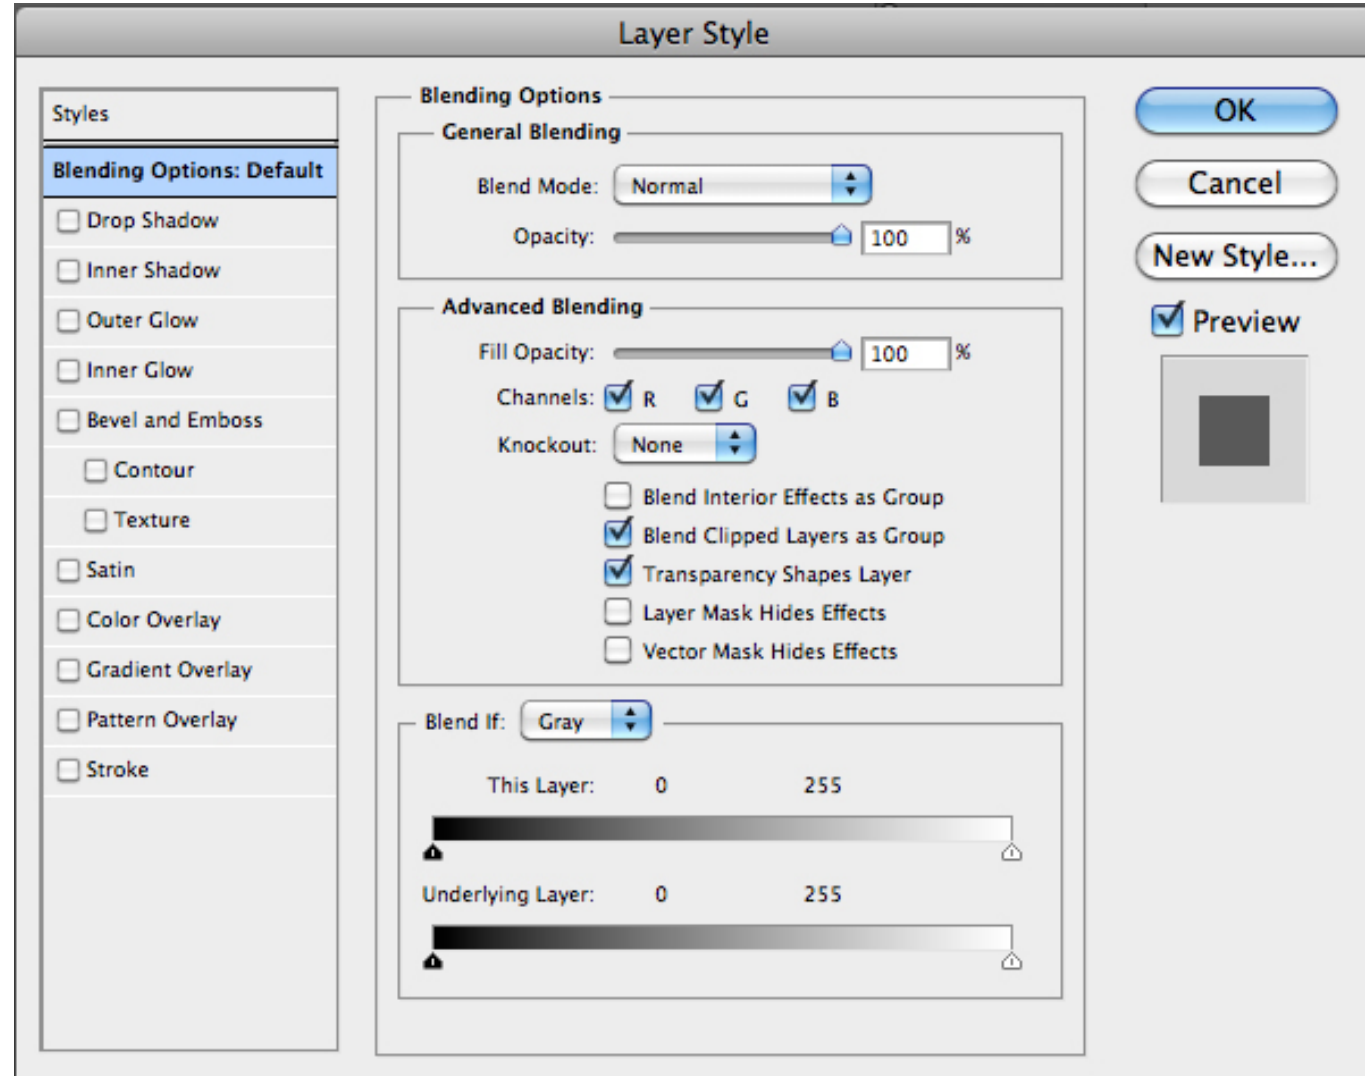 Layer Style
Styles
Blending Options: Default
Drop Shadow
Inner Shadow
Outer Glow
Inner Glow
Bevel and Emboss
Contour
Texture
Satin
Color Overlay
Gradient Overlay
Pattern Overlay
Stroke
Blending Options
General Blending
Blend Mode: Normal
Opacity: 100 %
Advanced Blending
Fill Opacity: 100 %
Channels: R G B
Knockout: None
Blend Interior Effects as Group
Blend Clipped Layers as Group
Transparency Shapes Layer
Layer Mask Hides Effects
Vector Mask Hides Effects
Blend If: Gray
This Layer: 0 255
Underlying Layer: 0 255
OK
Cancel
New Style...
Preview